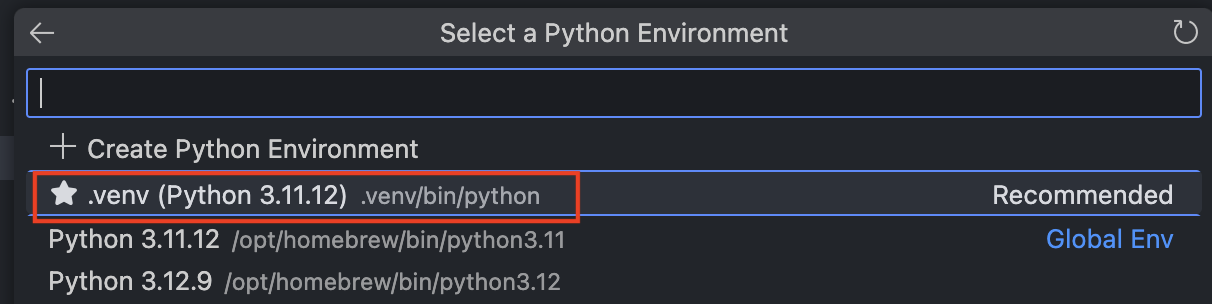 Select a Python Environment
Create Python Environment
.venv (Python 3.11.12) .venv/bin/python Recommended
Python 3.11.12 /opt/homebrew/bin/python3.11 Global Env
Python 3.12.9 /opt/homebrew/bin/python3.12